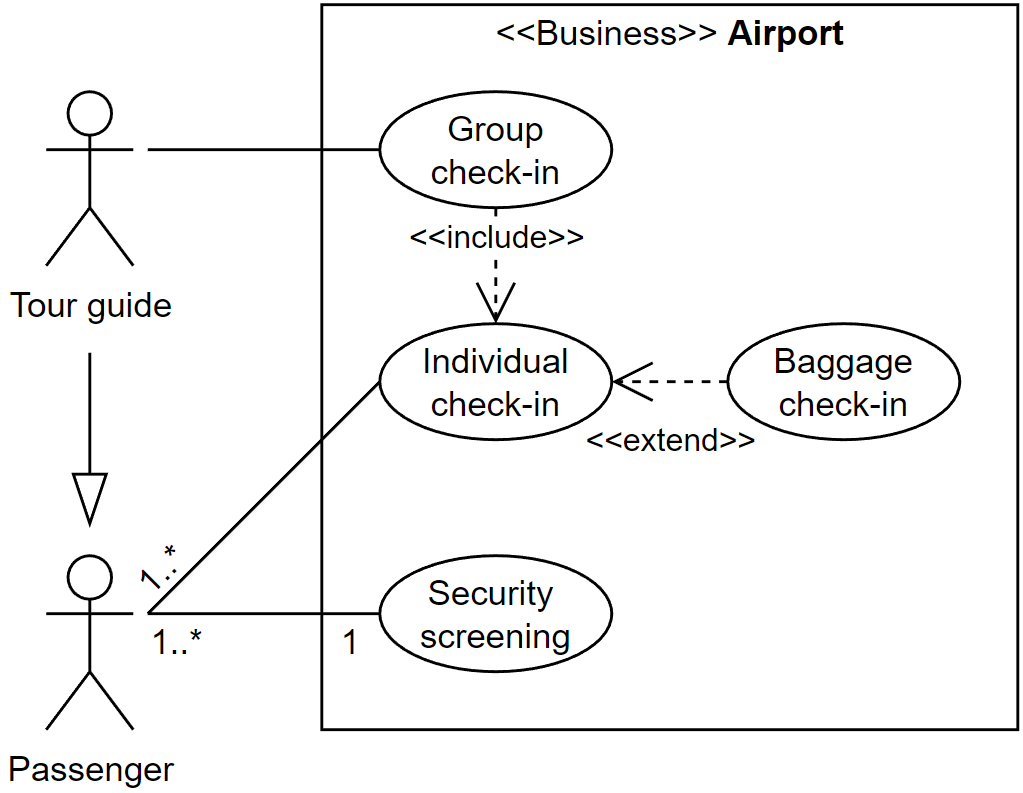 <<Business>> Airport
Group
check-in
<<include>>
Tour guide
Individual
check-in
Baggage
check-in
<<extend>>
1..*
Security
screening
1..*
1
Passenger